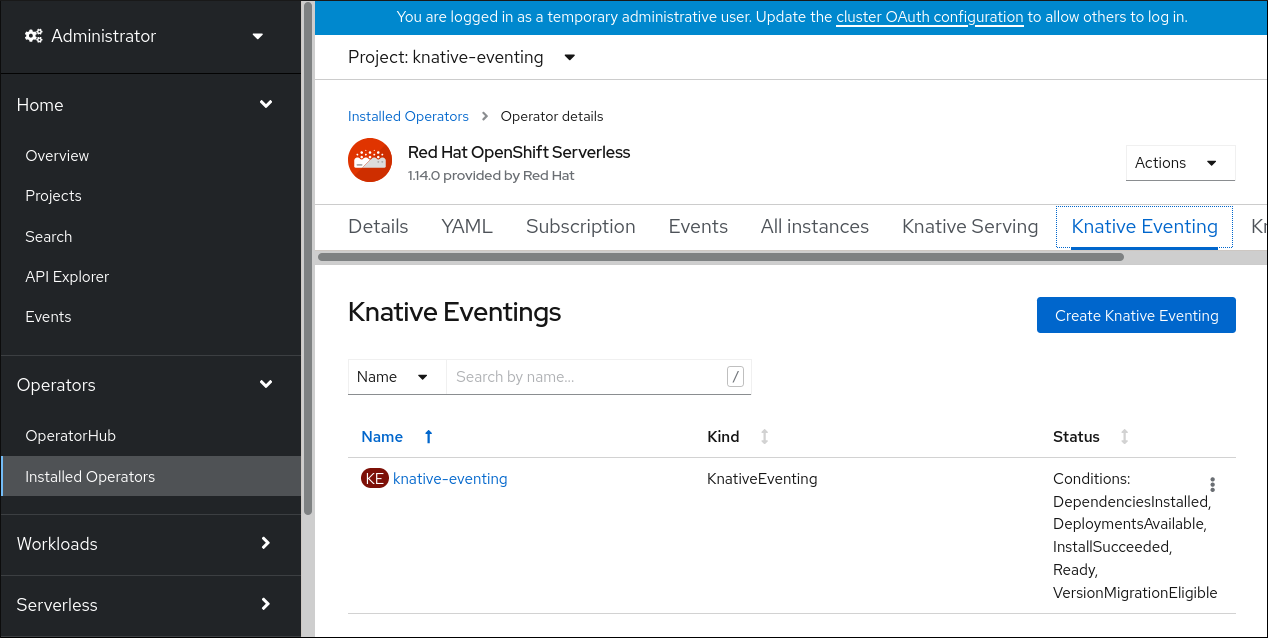 Administrator
Home
Overview
Projects
Search
API Explorer
Events
Operators
OperatorHub
Installed Operators
Workloads
Serverless
You are logged in as a temporary administrative user. Update the cluster OAuth configuration to allow others to log in.
Project: knative-eventing
Installed Operators > Operator details
Red Hat OpenShift Serverless
1.14.0 provided by Red Hat
Actions
Details YAML Subscription Events All instances Knative Serving Knative Eventing
Knative Eventings
Create Knative Eventing
Name Search by name... /
Name Kind Status
KE knative-eventing KnativeEventing Conditions:
DependenciesInstalled,
DeploymentsAvailable,
InstallSucceeded,
Ready,
VersionMigrationEligible